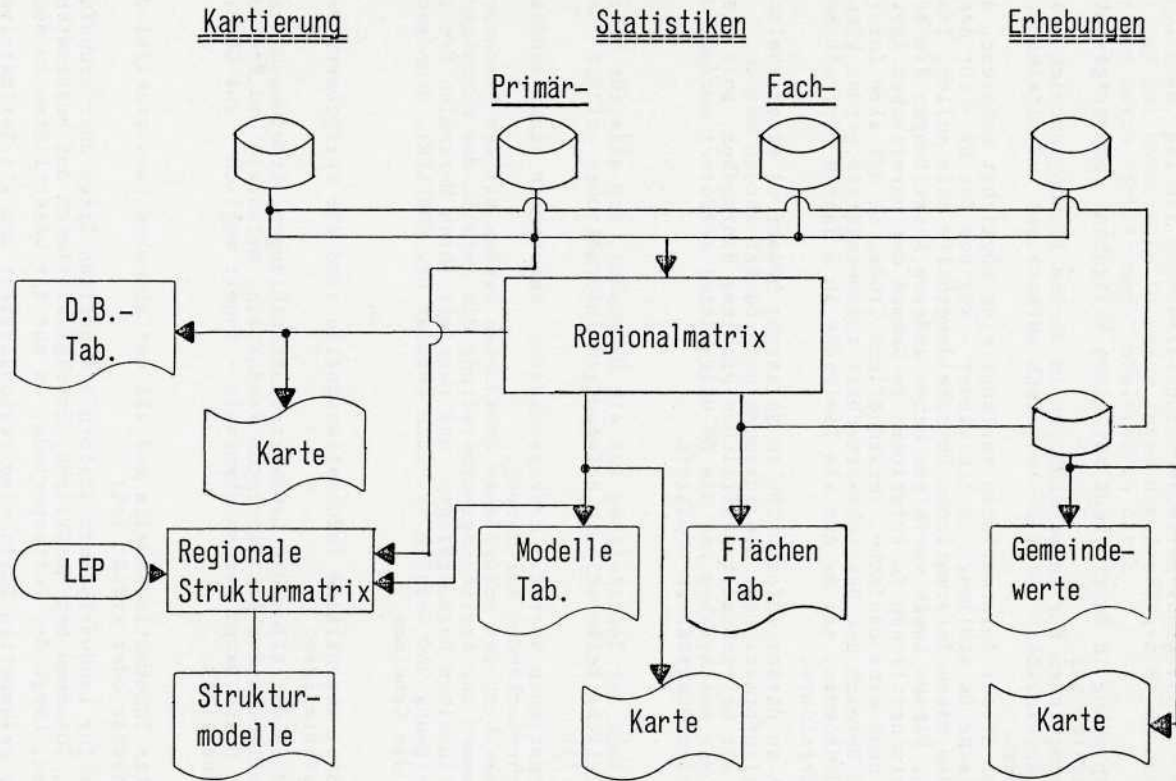 Kartierung
Statistiken
Erhebungen
Primär-
Fach-
D.B.-
Tab.
Regionalmatrix
Karte
LEP
Regionale
Strukturmatrix
Modelle
Tab.
Flächen
Tab.
Gemeinde-
werte
Struktur-
modelle
Karte
Karte